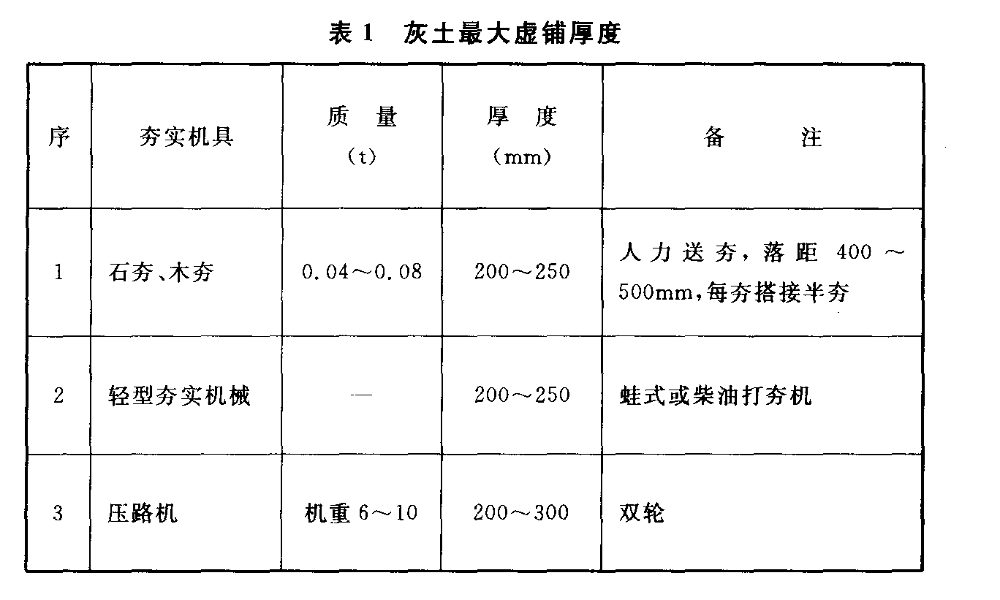 表 1 灰土最大虚铺厚度
序 夯实机具 质 量 (t) 厚 度 (mm) 备 注
1 石夯、木夯 0.04～0.08 200～250 人力送夯，落距 400～
500mm，每夯搭接半夯
2 轻型夯实机械 — 200～250 蛙式或柴油打夯机
3 压路机 机重 6～10 200～300 双轮